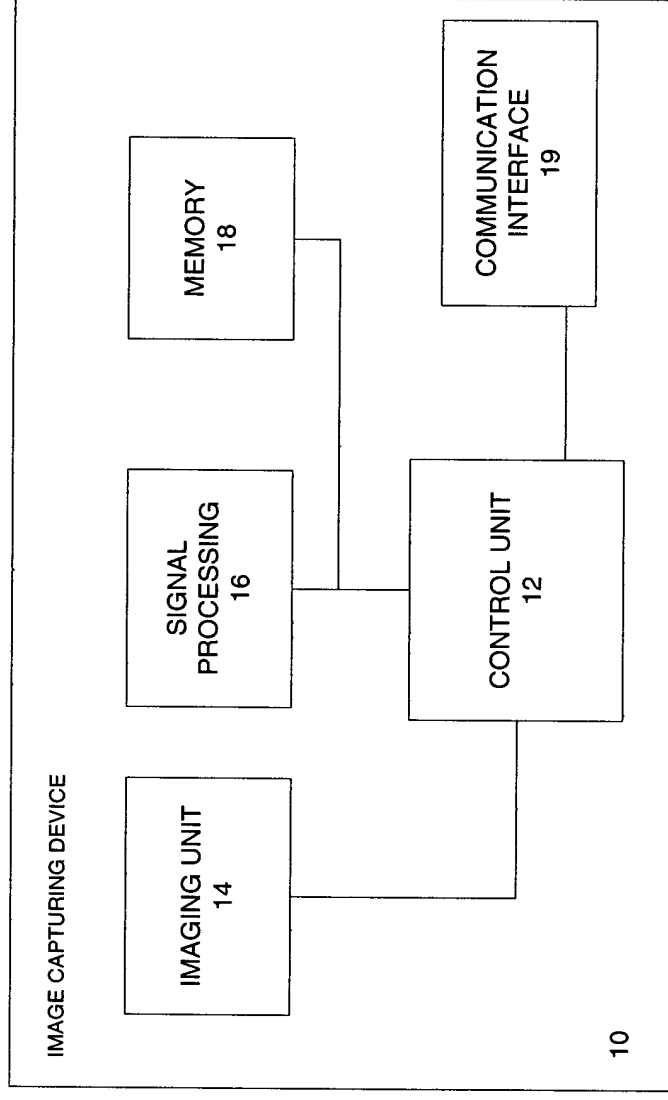 IMAGE CAPTURING DEVICE
IMAGING UNIT
14
SIGNAL
PROCESSING
16
MEMORY
18
CONTROL UNIT
12
COMMUNICATION
INTERFACE
19
10